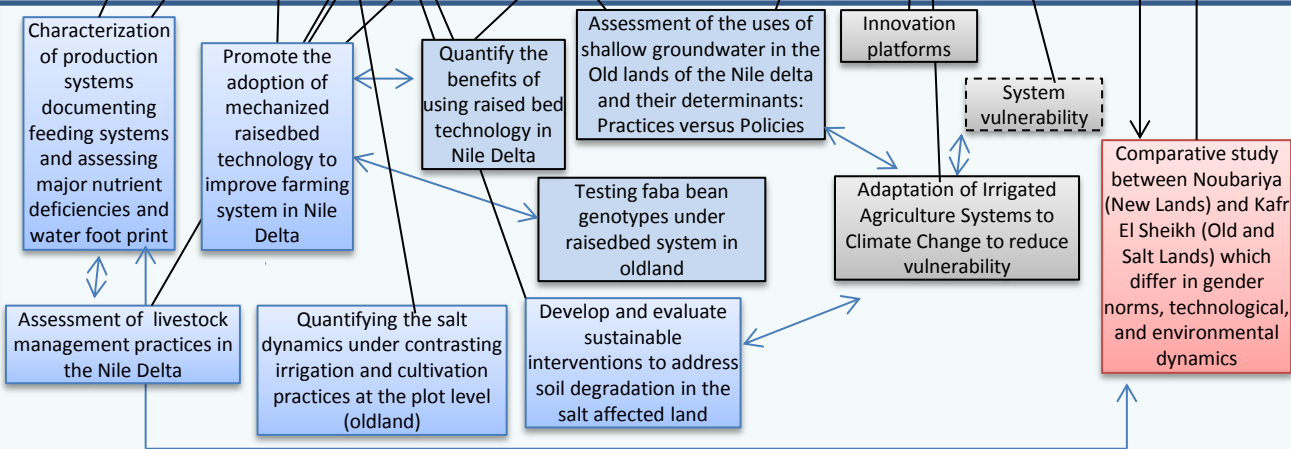 Characterization
of production
systems
documenting
feeding systems
and assessing
major nutrient
deficiencies and
water foot print
Promote the
adoption of
mechanized
raisedbed
technology to
improve farming
system in Nile
Delta
Quantify the
benefits of
using raised bed
technology in
Nile Delta
Assessment of the uses of
shallow groundwater in the
Old lands of the Nile delta
and their determinants:
Practices versus Policies
Innovation
platforms
System
vulnerability
Testing faba bean
genotypes under
raisedbed system in
oldland
Adaptation of Irrigated
Agriculture Systems to
Climate Change to reduce
vulnerability
Comparative study
between Noubariya
(New Lands) and Kafr
El Sheikh (Old and
Salt Lands) which
differ in gender
norms, technological,
and environmental
dynamics
Assessment of livestock
management practices in
the Nile Delta
Quantifying the salt
dynamics under contrasting
irrigation and cultivation
practices at the plot level
(oldland)
Develop and evaluate
sustainable
interventions to address
soil degradation in the
salt affected land